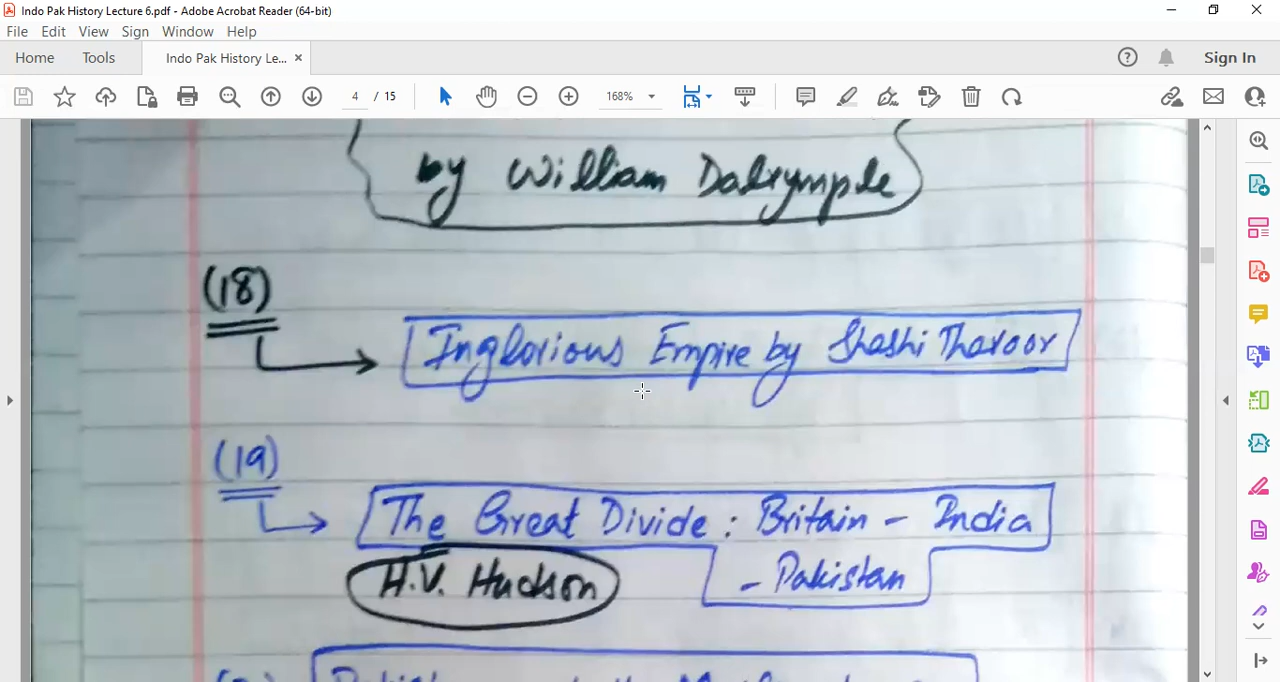 Indo Pak History Lecture 6.pdf - Adobe Acrobat Reader (64-bit)
File Edit View Sign Window Help
Home Tools Indo Pak History Le... × Sign In
4 / 15 168%
by William Dalrymple
(18)
Inglorious Empire by Shashi Tharoor
(19)
The Great Divide : Britain - India
- Pakistan
H.V. Hudson